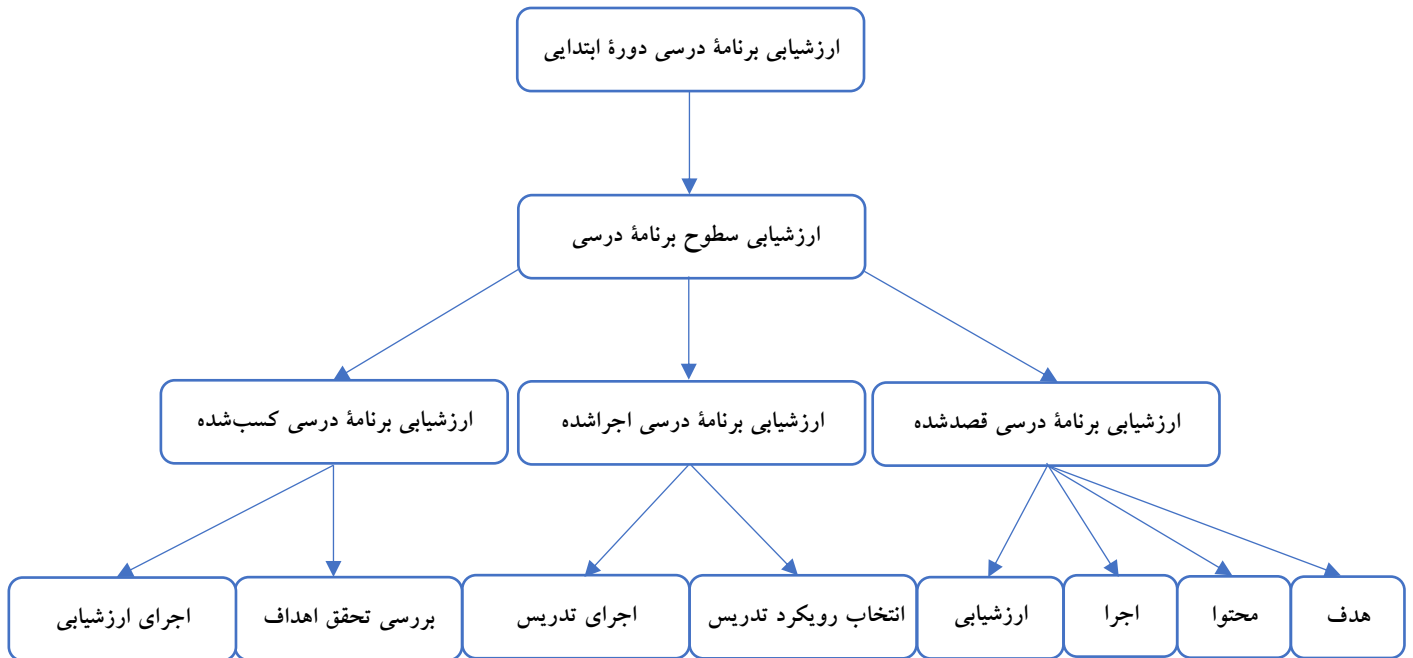 ارزشیابی برنامهٔ درسی دورهٔ ابتدایی
ارزشیابی سطوح برنامهٔ درسی
ارزشیابی برنامهٔ درسی قصدشده
ارزشیابی برنامهٔ درسی اجراشده
ارزشیابی برنامهٔ درسی کسب‌شده
هدف
محتوا
اجرا
ارزشیابی
انتخاب رویکرد تدریس
اجرای تدریس
بررسی تحقق اهداف
اجرای ارزشیابی